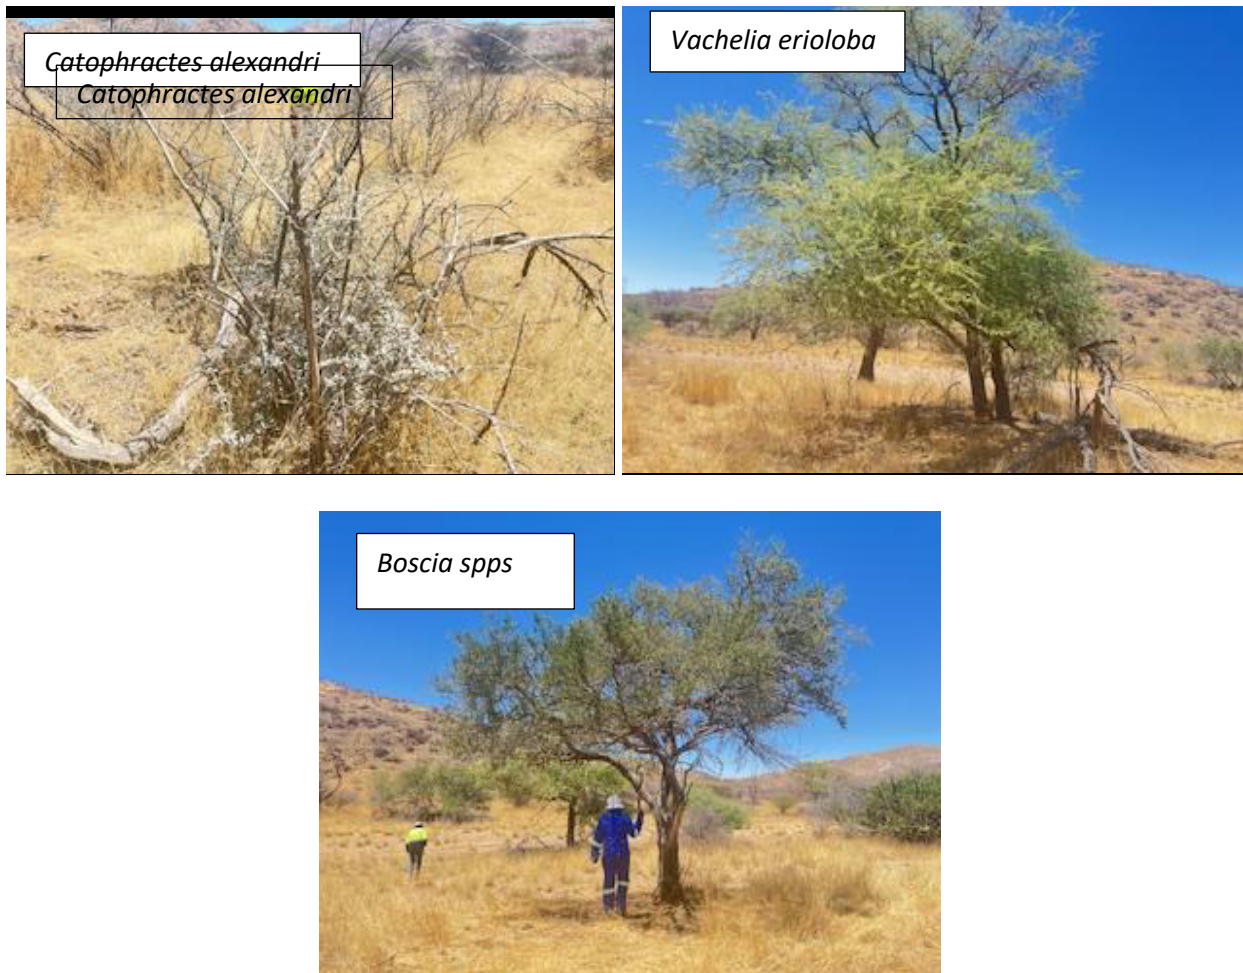 Catophractes alexandri
Catophractes alexandri
Vachelia erioloba
Boscia spps